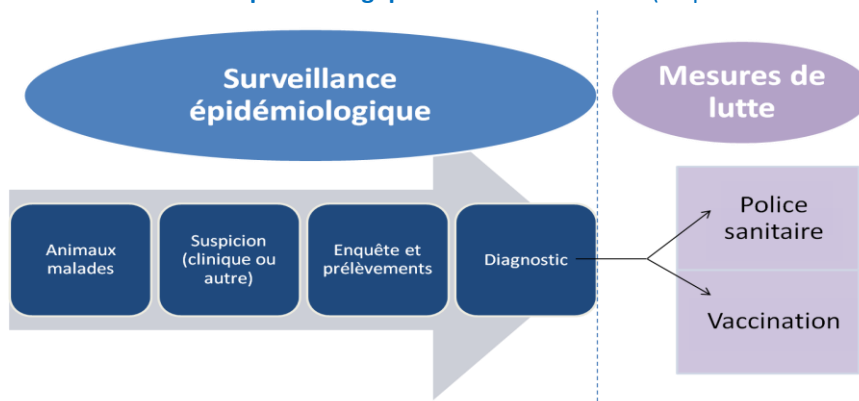 Surveillance
épidémiologique
Mesures de
lutte
Animaux
malades
Suspicion
(clinique ou
autre)
Enquête et
prélèvements
Diagnostic
Police
sanitaire
Vaccination